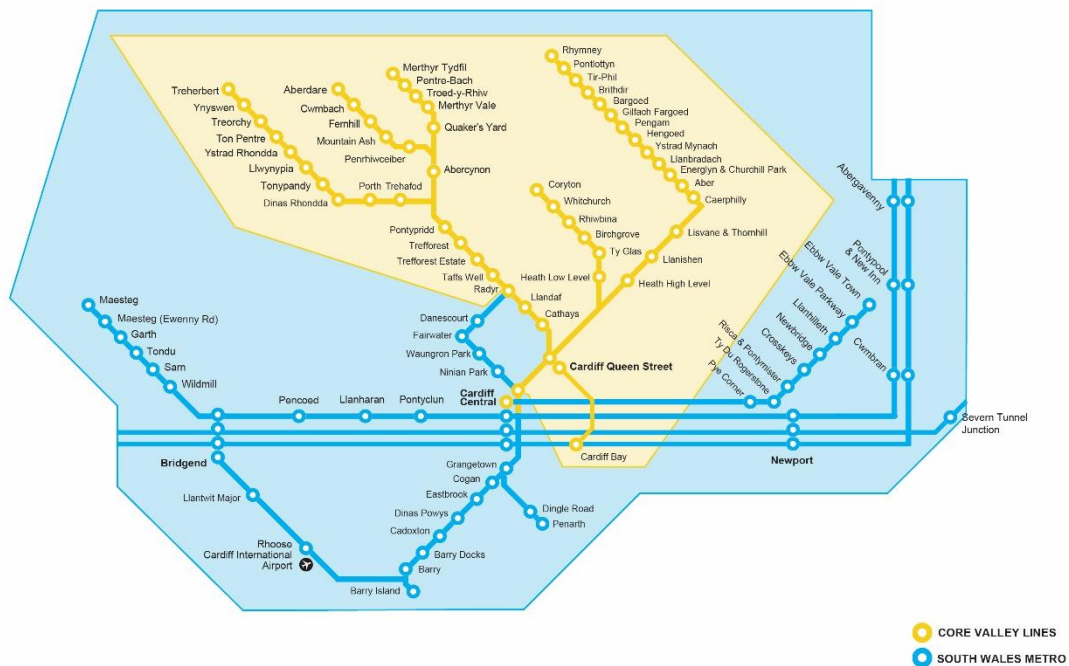 Rhymney
Pontlottyn
Tir-Phil
Brithdir
Bargoed
Gilfach Fargoed
Pengam
Hengoed
Ystrad Mynach
Llanbradach
Energlyn & Churchill Park
Aber
Caerphilly
Lisvane & Thornhill
Llanishen
Heath High Level
Merthyr Tydfil
Pentre-Bach
Troed-y-Rhiw
Merthyr Vale
Quaker's Yard
Abercynon
Aberdare
Cwmbach
Fernhill
Mountain Ash
Penrhiwceiber
Treherbert
Ynyswen
Treorchy
Ton Pentre
Ystrad Rhondda
Llwynypia
Tonypandy
Dinas Rhondda
Porth
Trehafod
Pontypridd
Trefforest
Trefforest Estate
Taffs Well
Radyr
Llandaf
Cathays
Coryton
Whitchurch
Rhiwbina
Birchgrove
Ty Glas
Heath Low Level
Danescourt
Fairwater
Waungron Park
Ninian Park
Cardiff Queen Street
Cardiff
Central
Cardiff Bay
Maesteg
Maesteg (Ewenny Rd)
Garth
Tondu
Sarn
Wildmill
Pencoed
Llanharan
Pontyclun
Bridgend
Llantwit Major
Rhoose
Cardiff International
Airport
Barry Island
Barry
Barry Docks
Cadoxton
Dinas Powys
Eastbrook
Cogan
Grangetown
Dingle Road
Penarth
Abergavenny
Pontypool
& New Inn
Cwmbran
Ebbw Vale Town
Ebbw Vale Parkway
Llanhilleth
Newbridge
Crosskeys
Risca & Pontymister
Ty Du Rogerstone
Pye Corner
Newport
Severn Tunnel
Junction
CORE VALLEY LINES
SOUTH WALES METRO